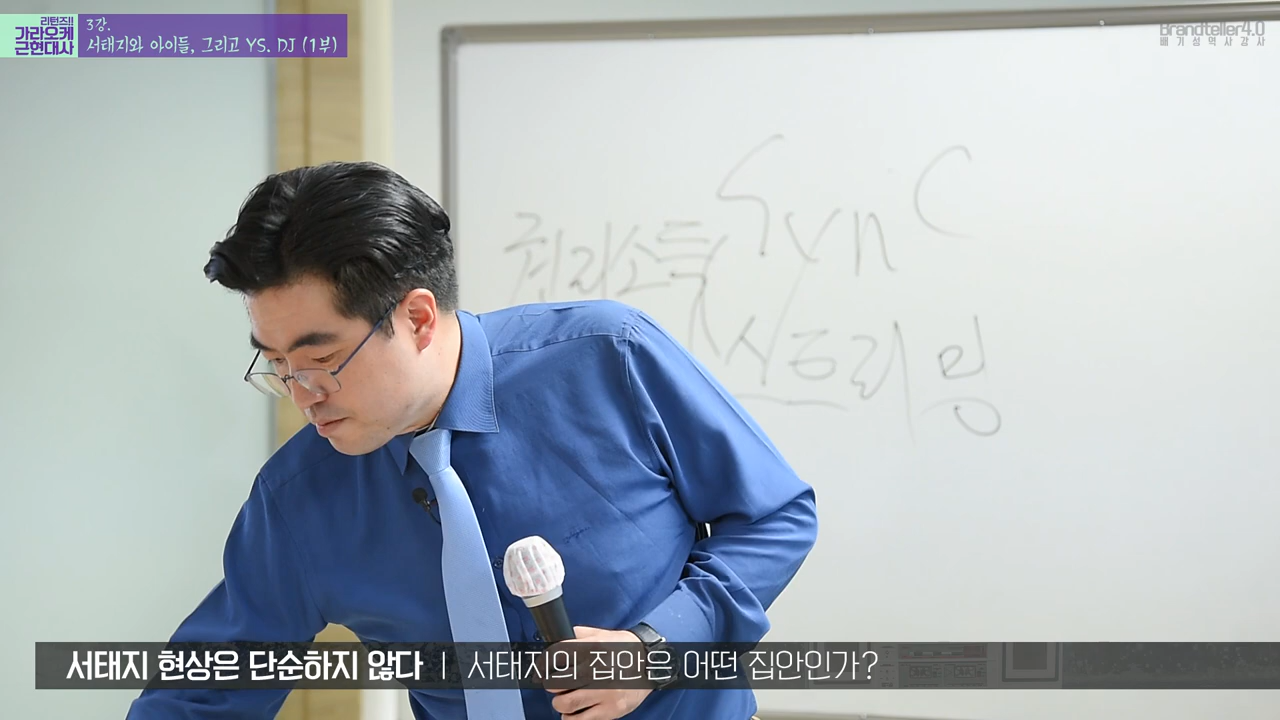 리턴즈!!
가라오케
근현대사
3강.
서태지와 아이들, 그리고 YS. DJ (1부)
Brandteller4.0
배기성역사강사
Sync
권리소득
스트리밍
서태지 현상은 단순하지 않다 | 서태지의 집안은 어떤 집안인가?